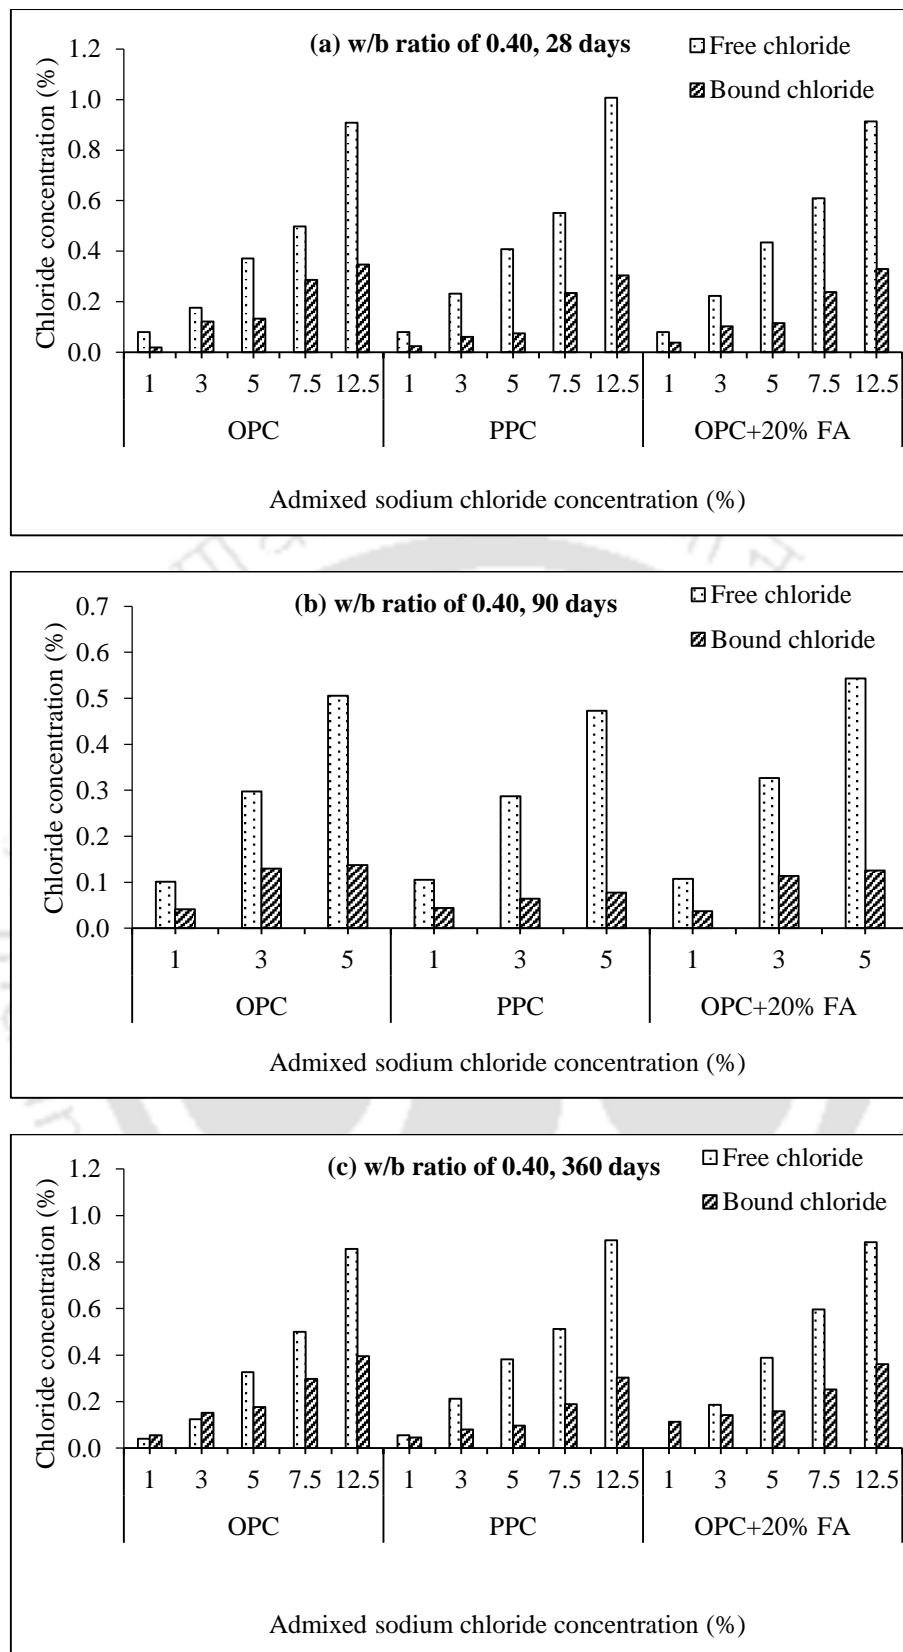 (a) w/b ratio of 0.40, 28 days
Free chloride
Bound chloride
Chloride concentration (%)
1.2
1.0
0.8
0.6
0.4
0.2
0.0
1 3 5 7.5 12.5 1 3 5 7.5 12.5 1 3 5 7.5 12.5
OPC PPC OPC+20% FA
Admixed sodium chloride concentration (%)
(b) w/b ratio of 0.40, 90 days
Free chloride
Bound chloride
Chloride concentration (%)
0.7
0.6
0.5
0.4
0.3
0.2
0.1
0.0
1 3 5 1 3 5 1 3 5
OPC PPC OPC+20% FA
Admixed sodium chloride concentration (%)
(c) w/b ratio of 0.40, 360 days
Free chloride
Bound chloride
Chloride concentration (%)
1.2
1.0
0.8
0.6
0.4
0.2
0.0
1 3 5 7.5 12.5 1 3 5 7.5 12.5 1 3 5 7.5 12.5
OPC PPC OPC+20% FA
Admixed sodium chloride concentration (%)